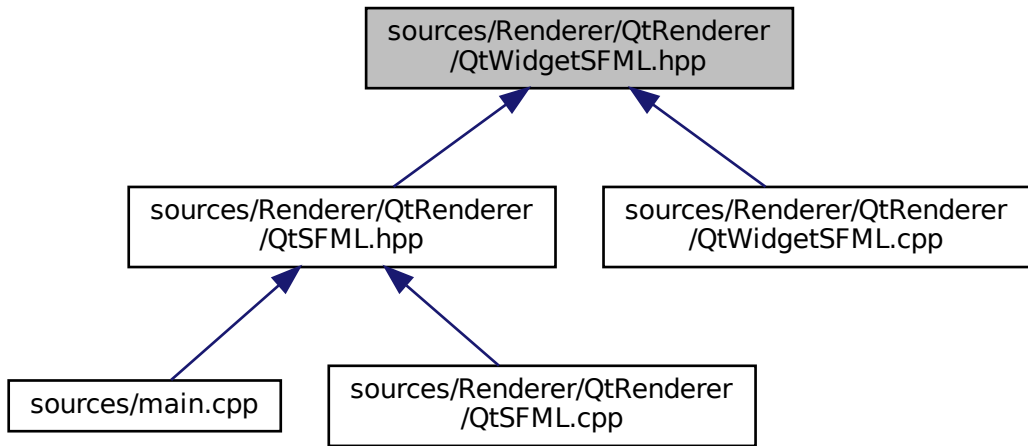 sources/Renderer/QtRenderer
/QtWidgetSFML.hpp
sources/Renderer/QtRenderer
/QtSFML.hpp
sources/Renderer/QtRenderer
/QtWidgetSFML.cpp
sources/main.cpp
sources/Renderer/QtRenderer
/QtSFML.cpp